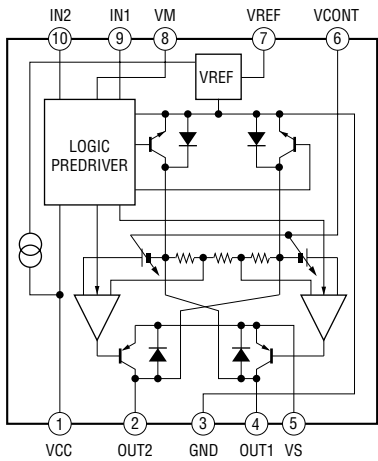 IN2 IN1 VM VREF VCONT
10 9 8 7 6
VREF
LOGIC
PREDRIVER
1 2 3 4 5
VCC OUT2 GND OUT1 VS